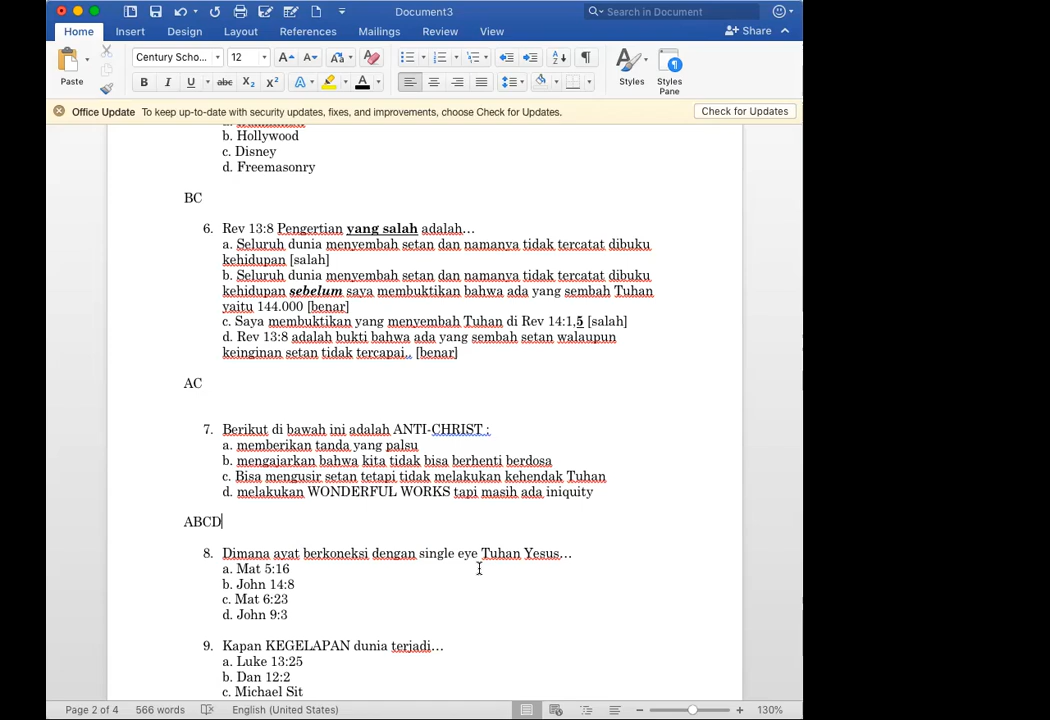 Document3
Search in Document
Home Insert Design Layout References Mailings Review View Share
Paste Century Scho... 12 Styles Styles Pane
B I U abc X2 X2 A A
Office Update To keep up-to-date with security updates, fixes, and improvements, choose Check for Updates. Check for Updates
b. Hollywood
c. Disney
d. Freemasonry
BC
6. Rev 13:8 Pengertian yang salah adalah…
a. Seluruh dunia menyembah setan dan namanya tidak tercatat dibuku
kehidupan [salah]
b. Seluruh dunia menyembah setan dan namanya tidak tercatat dibuku
kehidupan sebelum saya membuktikan bahwa ada yang sembah Tuhan
yaitu 144.000 [benar]
c. Saya membuktikan yang menyembah Tuhan di Rev 14:1,5 [salah]
d. Rev 13:8 adalah bukti bahwa ada yang sembah setan walaupun
keinginan setan tidak tercapai.. [benar]
AC
7. Berikut di bawah ini adalah ANTI-CHRIST :
a. memberikan tanda yang palsu
b. mengajarkan bahwa kita tidak bisa berhenti berdosa
c. Bisa mengusir setan tetapi tidak melakukan kehendak Tuhan
d. melakukan WONDERFUL WORKS tapi masih ada iniquity
ABCD
8. Dimana ayat berkoneksi dengan single eye Tuhan Yesus…
a. Mat 5:16
b. John 14:8
c. Mat 6:23
d. John 9:3
9. Kapan KEGELAPAN dunia terjadi…
a. Luke 13:25
b. Dan 12:2
c. Michael Sit
Page 2 of 4 566 words English (United States) 130%